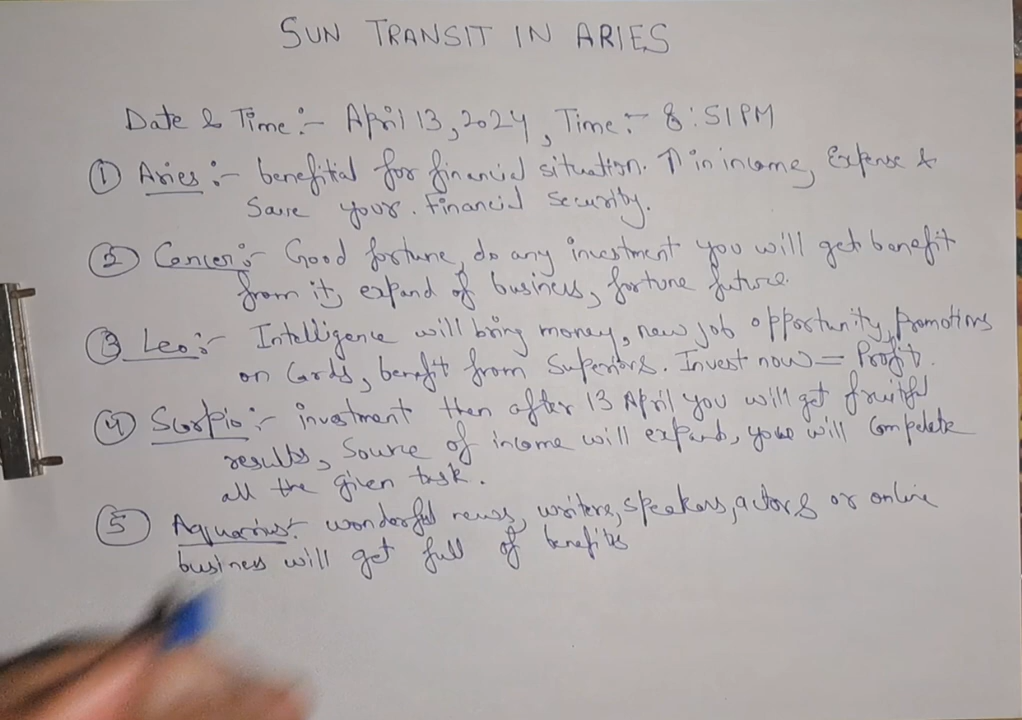 SUN TRANSIT IN ARIES
Date & Time :- April 13, 2024, Time :- 8:51PM
① Aries :- benefitial for financial situation. ↑ in income, Expense &
Save your. financial security.
② Cancer :- Good fortune, do any investment you will get benefit
from it, expand of business, fortune future.
③ Leo :- Intelligence will bring money, new job opportunity, promotions
on Cards, benefit from Superiors. Invest now = Profit.
④ Scorpio :- investment then after 13 April you will get fruitful
results, Source of income will expand, you will Compelete
all the given task.
⑤ Aquarius :- wonderful news, writers, speakers, actors or online
business will get full of benefits